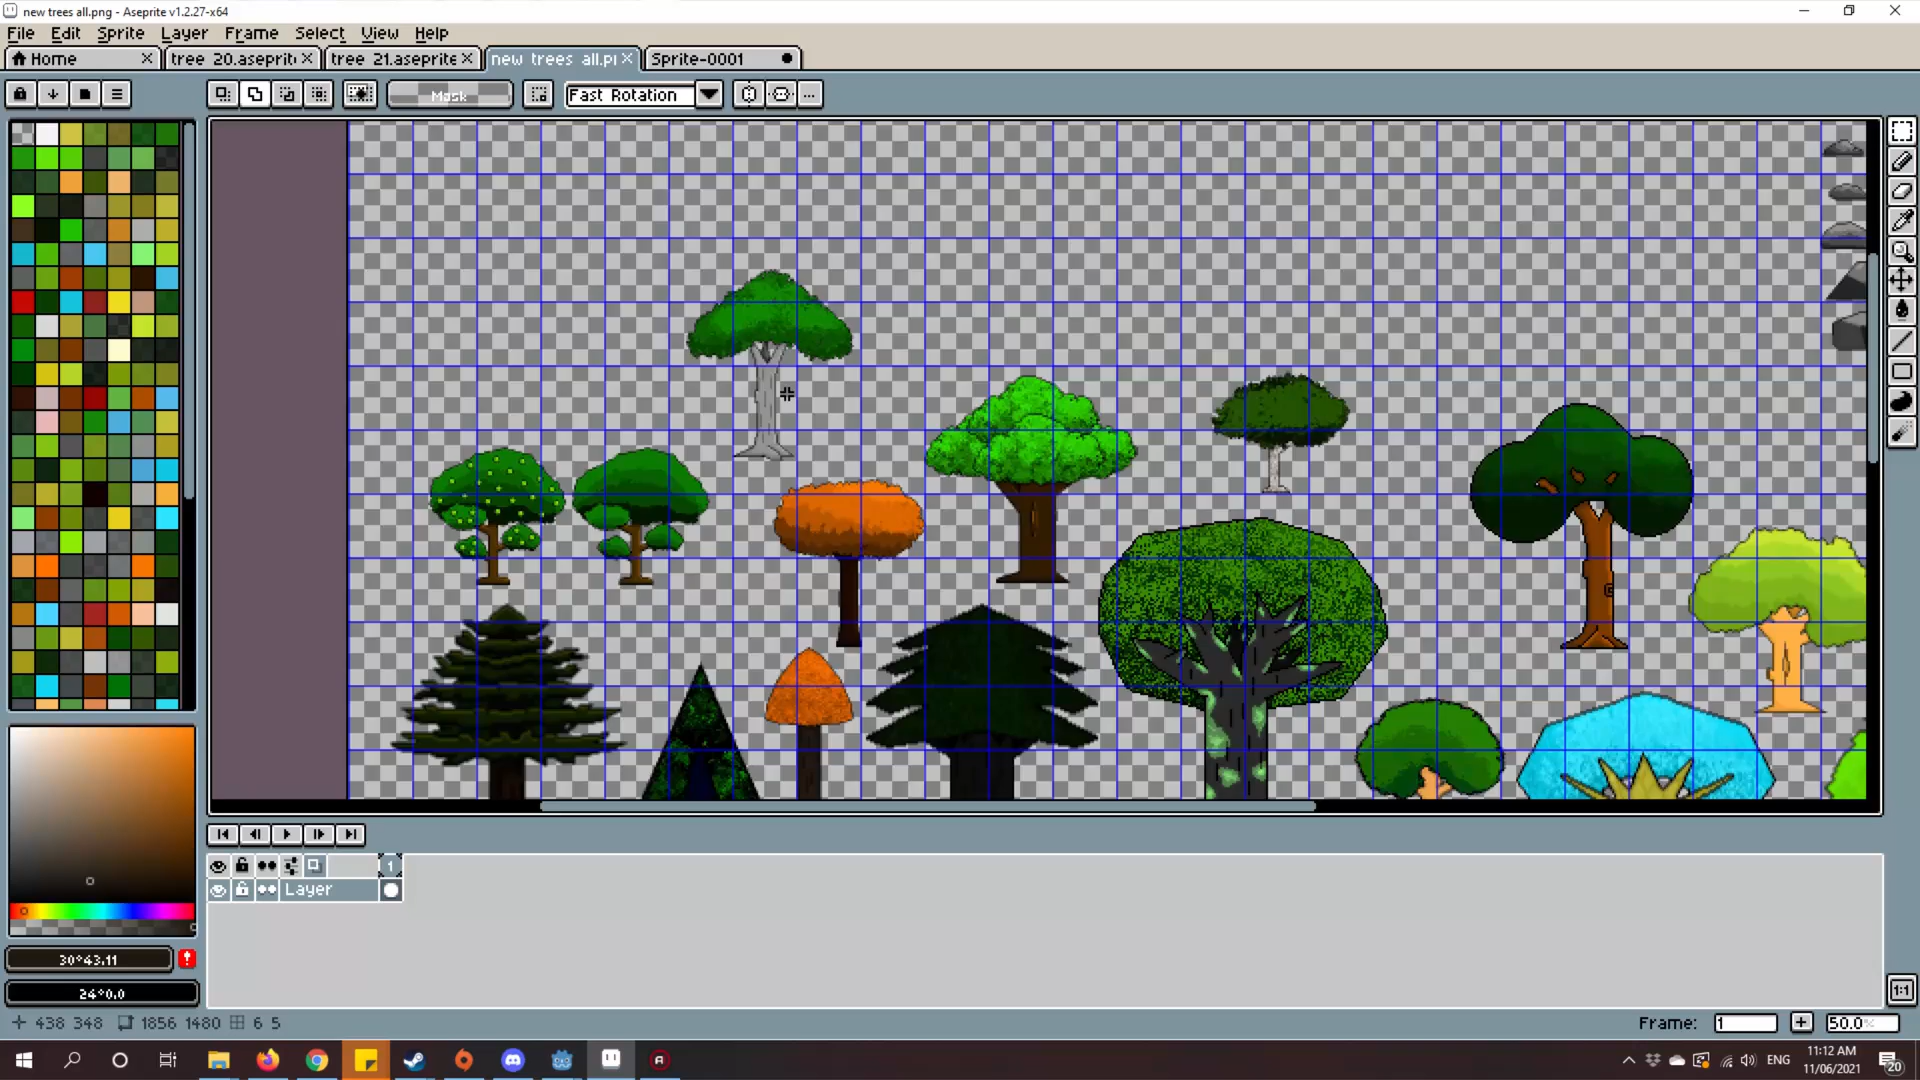 new trees all.png - Aseprite v1.2.27-x64
File Edit Sprite Layer Frame Select View Help
Home tree 20.aseprit tree 21.aseprite new trees all.p Sprite-0001
Mask Fast Rotation ...
1
Layer
30°43.11
24°0.0
438 348 1856 1480 6 5 Frame: 1 50.0%
1:1
ENG 11:12 AM
11/06/2021 20